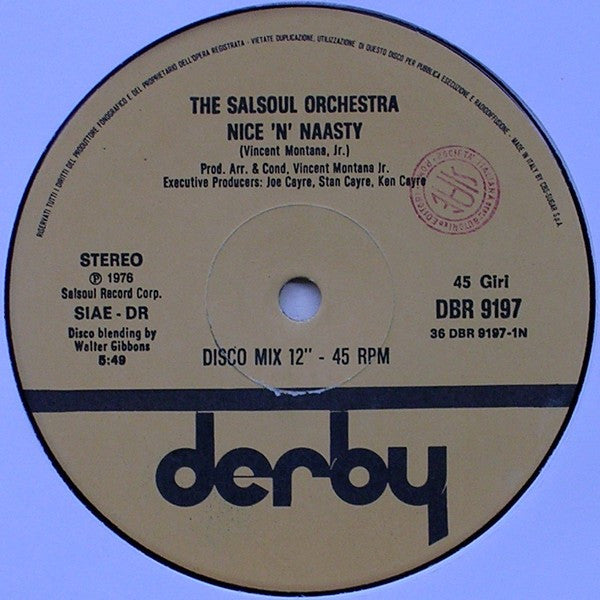 RISERVATI TUTTI I DIRITTI DEL PRODUTTORE FONOGRAFICO E DEL PROPRIETARIO DELL'OPERA REGISTRATA - VIETATE DUPLICAZIONE, UTILIZZAZIONE DI QUESTO DISCO PER PUBBLICA ESECUZIONE E RADIODIFFUSIONE. - MADE IN ITALY BY CBS-SUGAR S.p.A.
THE SALSOUL ORCHESTRA
NICE 'N' NAASTY
(Vincent Montana, Jr.)
Prod. Arr. & Cond. Vincent Montana Jr.
Executive Producers: Joe Cayre, Stan Cayre, Ken Cayre
SOCIETA' ITALIANA
SIAE
STEREO
Ⓟ 1976
Salsoul Record Corp.
SIAE - DR
Disco blending by
Walter Gibbons
5:49
45 Giri
DBR 9197
36 DBR 9197-1N
DISCO MIX 12" - 45 RPM
derby